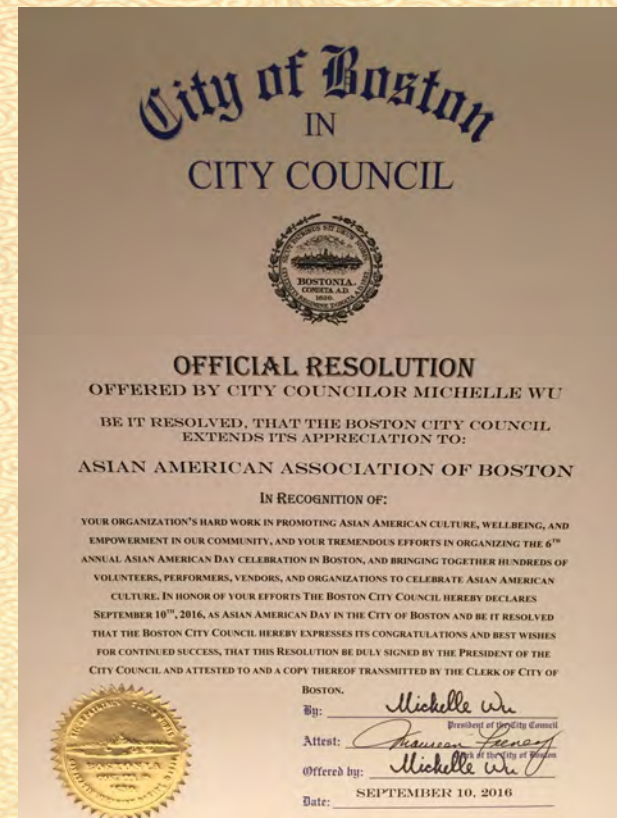 City of Boston
IN
CITY COUNCIL
BOSTONIA.
CONDITA A.D.
1630.
OFFICIAL RESOLUTION
OFFERED BY CITY COUNCILOR MICHELLE WU
BE IT RESOLVED, THAT THE BOSTON CITY COUNCIL
EXTENDS ITS APPRECIATION TO:
ASIAN AMERICAN ASSOCIATION OF BOSTON
IN RECOGNITION OF:
YOUR ORGANIZATION'S HARD WORK IN PROMOTING ASIAN AMERICAN CULTURE, WELLBEING, AND
EMPOWERMENT IN OUR COMMUNITY, AND YOUR TREMENDOUS EFFORTS IN ORGANIZING THE 6TH
ANNUAL ASIAN AMERICAN DAY CELEBRATION IN BOSTON, AND BRINGING TOGETHER HUNDREDS OF
VOLUNTEERS, PERFORMERS, VENDORS, AND ORGANIZATIONS TO CELEBRATE ASIAN AMERICAN
CULTURE. IN HONOR OF YOUR EFFORTS THE BOSTON CITY COUNCIL HEREBY DECLARES
SEPTEMBER 10TH, 2016, AS ASIAN AMERICAN DAY IN THE CITY OF BOSTON AND BE IT RESOLVED
THAT THE BOSTON CITY COUNCIL HEREBY EXPRESSES ITS CONGRATULATIONS AND BEST WISHES
FOR CONTINUED SUCCESS, THAT THIS RESOLUTION BE DULY SIGNED BY THE PRESIDENT OF THE
CITY COUNCIL AND ATTESTED TO AND A COPY THEREOF TRANSMITTED BY THE CLERK OF CITY OF
BOSTON.
By: Michelle Wu
President of the City Council
Attest: Maureen Feeney
Clerk of the City of Boston
Offered by: Michelle Wu
Date: SEPTEMBER 10, 2016
BOSTONIA